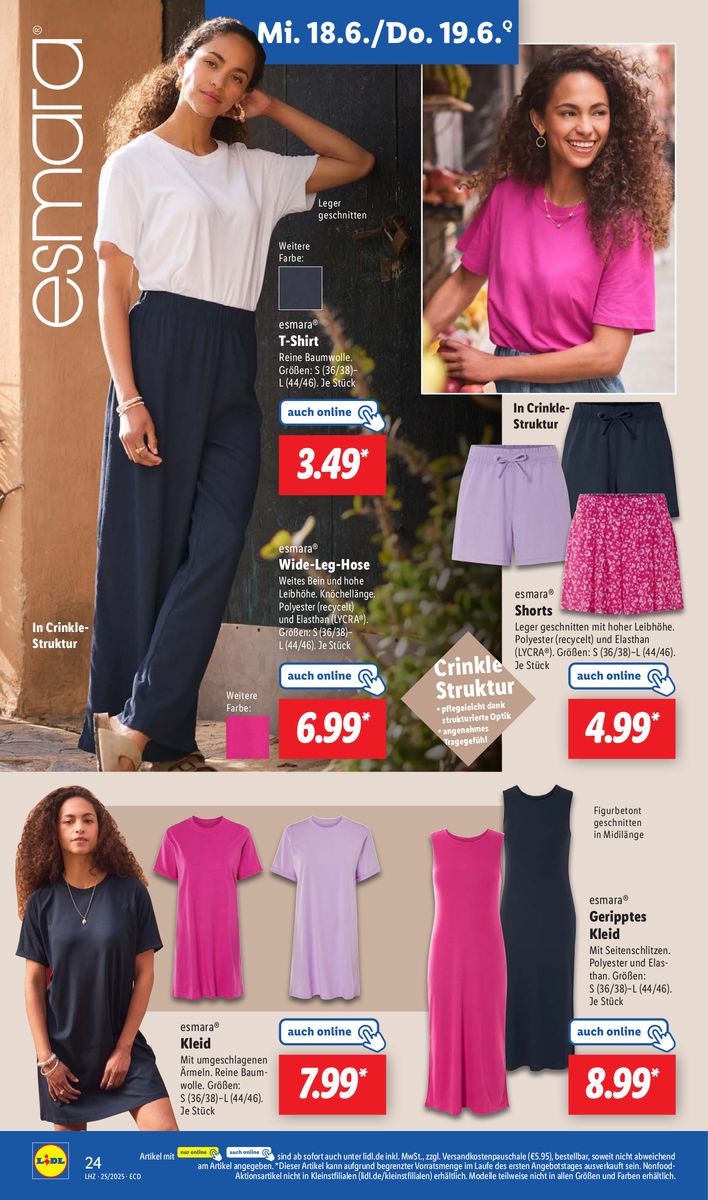 esmara®
Mi. 18.6./Do. 19.6.Q
Leger
geschnitten
Weitere
Farbe:
esmara®
T-Shirt
Reine Baumwolle.
Größen: S (36/38)–
L (44/46). Je Stück
auch online
3.49*
esmara®
Wide-Leg-Hose
Weites Bein und hohe
Leibhöhe. Knöchellänge.
Polyester (recycelt)
und Elasthan (LYCRA®).
Größen: S (36/38)–
L (44/46). Je Stück
auch online
In Crinkle-
Struktur
Weitere
Farbe:
6.99*
In Crinkle-
Struktur
esmara®
Shorts
Leger geschnitten mit hoher Leibhöhe.
Polyester (recycelt) und Elasthan
(LYCRA®). Größen: S (36/38)–L (44/46).
Je Stück
auch online
4.99*
Crinkle
Struktur
• pflegeleicht dank
strukturierte Optik
• angenehmes
Tragegefühl
esmara®
Kleid
Mit umgeschlagenen
Ärmeln. Reine Baum-
wolle. Größen:
S (36/38)–L (44/46).
Je Stück
auch online
7.99*
Figurbetont
geschnitten
in Midilänge
esmara®
Geripptes
Kleid
Mit Seitenschlitzen.
Polyester und Elas-
than. Größen:
S (36/38)–L (44/46).
Je Stück
auch online
8.99*
LIDL
24
LHZ · 25/2025 · ECD
Artikel mit nur online auch online sind ab sofort auch unter lidl.de inkl. MwSt., zzgl. Versandkostenpauschale (€5.95), bestellbar, soweit nicht abweichend
am Artikel angegeben. *Dieser Artikel kann aufgrund begrenzter Vorratsmenge im Laufe des ersten Angebotstages ausverkauft sein. Nonfood-
Aktionsartikel nicht in Kleinstfilialen (lidl.de/kleinstfilialen) erhältlich. Modelle teilweise nicht in allen Größen und Farben erhältlich.